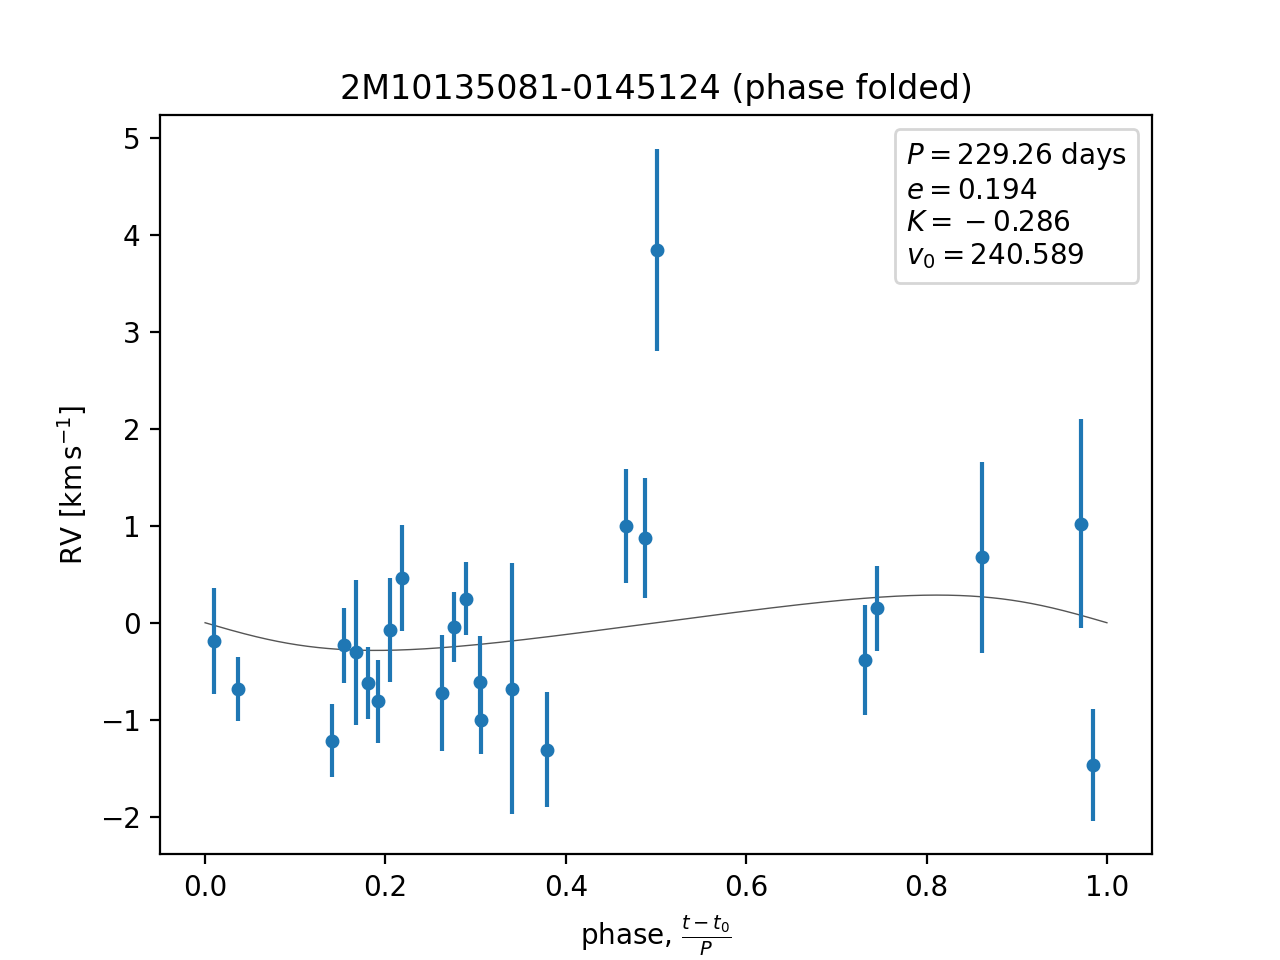 2M10135081-0145124 (phase folded)
P = 229.26 days
e = 0.194
K = −0.286
v₀ = 240.589
5
4
3
2
1
0
−1
−2
RV [km s⁻¹]
0.0 0.2 0.4 0.6 0.8 1.0
phase, (t − t₀)/P